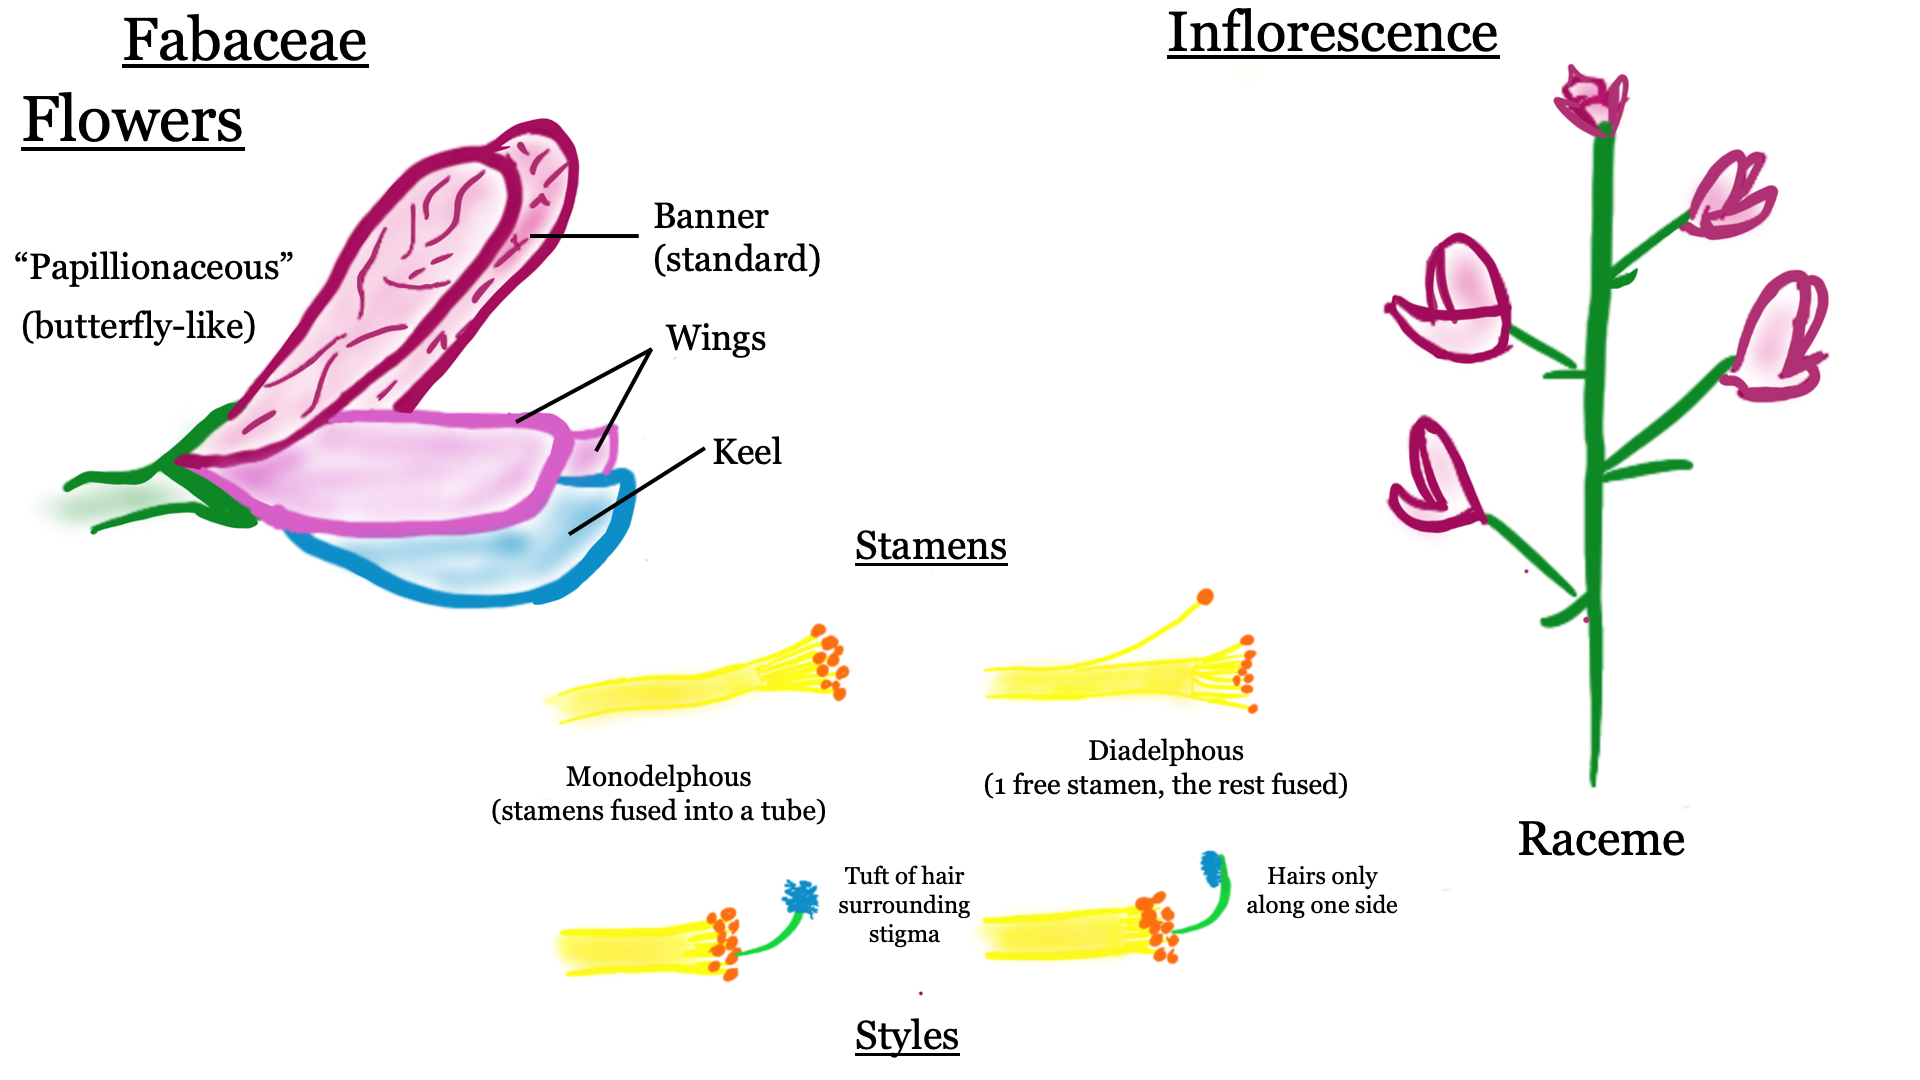 Fabaceae
Flowers
“Papillionaceous”
(butterfly-like)
Banner
(standard)
Wings
Keel
Inflorescence
Raceme
Stamens
Monodelphous
(stamens fused into a tube)
Diadelphous
(1 free stamen, the rest fused)
Tuft of hair
surrounding
stigma
Hairs only
along one side
Styles